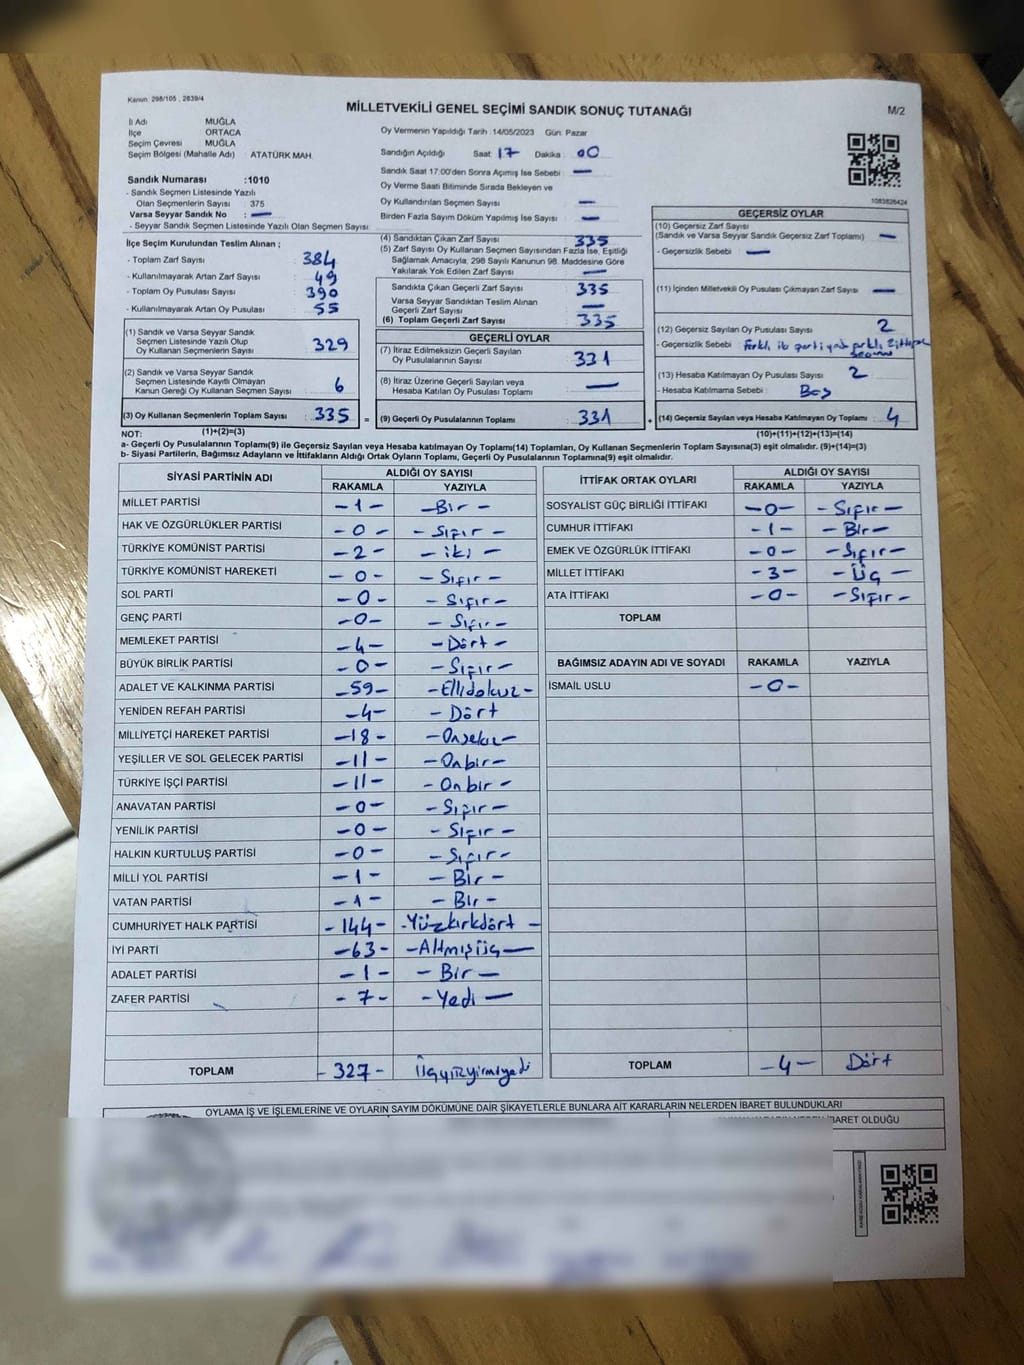 Kanun: 298/105 , 2839/4
MİLLETVEKİLİ GENEL SEÇİMİ SANDIK SONUÇ TUTANAĞI
M/2
İl Adı MUĞLA
İlçe ORTACA
Seçim Çevresi MUĞLA
Seçim Bölgesi (Mahalle Adı) ATATÜRK MAH.
Oy Vermenin Yapıldığı Tarih :14/05/2023 Gün: Pazar
Sandığın Açıldığı Saat: 17 Dakika : 00
Sandık Saat 17:00'den Sonra Açımış İse Sebebi : —
Oy Verme Saati Bitiminde Sırada Bekleyen ve
Oy Kullandırılan Seçmen Sayısı : —
Birden Fazla Sayım Döküm Yapılmış İse Sayısı : —
Sandık Numarası :1010
- Sandık Seçmen Listesinde Yazılı
Olan Seçmenlerin Sayısı : 375
Varsa Seyyar Sandık No : —
- Seyyar Sandık Seçmen Listesinde Yazılı Olan Seçmen Sayısı :
İlçe Seçim Kurulundan Teslim Alınan ;
- Toplam Zarf Sayısı : 384
- Kullanılmayarak Artan Zarf Sayısı : 49
- Toplam Oy Pusulası Sayısı : 390
- Kullanılmayarak Artan Oy Pusulası : 55
(1) Sandık ve Varsa Seyyar Sandık
Seçmen Listesinde Yazılı Olup
Oy Kullanan Seçmenlerin Sayısı : 329
(2) Sandık ve Varsa Seyyar Sandık
Seçmen Listesinde Kayıtlı Olmayan
Kanun Gereği Oy Kullanan Seçmen Sayısı : 6
(3) Oy Kullanan Seçmenlerin Toplam Sayısı : 335 =
(1)+(2)=(3)
(4) Sandıktan Çıkan Zarf Sayısı : 335
(5) Zarf Sayısı Oy Kullanan Seçmen Sayısından Fazla İse, Eşitliği
Sağlamak Amacıyla, 298 Sayılı Kanunun 98. Maddesine Göre
Yakılarak Yok Edilen Zarf Sayısı : —
Sandıkta Çıkan Geçerli Zarf Sayısı : 335
Varsa Seyyar Sandıktan Teslim Alınan
Geçerli Zarf Sayısı : —
(6) Toplam Geçerli Zarf Sayısı : 335
GEÇERLİ OYLAR
(7) İtiraz Edilmeksizin Geçerli Sayılan
Oy Pusulalarının Sayısı : 331
(8) İtiraz Üzerine Geçerli Sayılan veya
Hesaba Katılan Oy Pusulaları Toplamı : —
(9) Geçerli Oy Pusulalarının Toplamı : 331 +
1083826424
GEÇERSİZ OYLAR
(10) Geçersiz Zarf Sayısı
(Sandık ve Varsa Seyyar Sandık Geçersiz Zarf Toplamı) : —
- Geçersizlik Sebebi : —
(11) İçinden Milletvekili Oy Pusulası Çıkmayan Zarf Sayısı : —
(12) Geçersiz Sayılan Oy Pusulası Sayısı : 2
- Geçersizlik Sebebi : Farklı iki parti
(13) Hesaba Katılmayan Oy Pusulası Sayısı : 2
- Hesaba Katılmama Sebebi : Boş
(14) Geçersiz Sayılan veya Hesaba Katılmayan Oy Toplamı : 4
(10)+(11)+(12)+(13)=(14)
NOT:
a- Geçerli Oy Pusulalarının Toplamı(9) ile Geçersiz Sayılan veya Hesaba katılmayan Oy Toplamı(14) Toplamları, Oy Kullanan Seçmenlerin Toplam Sayısına(3) eşit olmalıdır. (9)+(14)=(3)
b- Siyasi Partilerin, Bağımsız Adayların ve İttifakların Aldığı Ortak Oyların Toplamı, Geçerli Oy Pusulalarının Toplamına(9) eşit olmalıdır.
SİYASİ PARTİNİN ADI ALDIĞI OY SAYISI
RAKAMLA YAZIYLA
MİLLET PARTİSİ -1- -Bir-
HAK VE ÖZGÜRLÜKLER PARTİSİ -0- -Sıfır-
TÜRKİYE KOMÜNİST PARTİSİ -2- -iki-
TÜRKİYE KOMÜNİST HAREKETİ -0- -Sıfır-
SOL PARTİ -0- -Sıfır-
GENÇ PARTİ -0- -Sıfır-
MEMLEKET PARTİSİ -4- -Dört-
BÜYÜK BİRLİK PARTİSİ -0- -Sıfır-
ADALET VE KALKINMA PARTİSİ -59- -Ellidokuz-
YENİDEN REFAH PARTİSİ -4- -Dört
MİLLİYETÇİ HAREKET PARTİSİ -18- -Onsekiz-
YEŞİLLER VE SOL GELECEK PARTİSİ -11- -Onbir-
TÜRKİYE İŞÇİ PARTİSİ -11- -Onbir-
ANAVATAN PARTİSİ -0- -Sıfır-
YENİLİK PARTİSİ -0- -Sıfır-
HALKIN KURTULUŞ PARTİSİ -0- -Sıfır-
MİLLİ YOL PARTİSİ -1- -Bir-
VATAN PARTİSİ -1- -Bir-
CUMHURİYET HALK PARTİSİ -144- -Yüzkırkdört-
İYİ PARTİ -63- -Altmışüç-
ADALET PARTİSİ -1- -Bir-
ZAFER PARTİSİ -7- -Yedi-
TOPLAM -327- Üçyüzyirmiyedi
İTTİFAK ORTAK OYLARI ALDIĞI OY SAYISI
RAKAMLA YAZIYLA
SOSYALİST GÜÇ BİRLİĞİ İTTİFAKI -0- -Sıfır-
CUMHUR İTTİFAKI -1- -Bir-
EMEK VE ÖZGÜRLÜK İTTİFAKI -0- -Sıfır-
MİLLET İTTİFAKI -3- -Üç-
ATA İTTİFAKI -0- -Sıfır-
TOPLAM
BAĞIMSIZ ADAYIN ADI VE SOYADI RAKAMLA YAZIYLA
İSMAİL USLU -0-
TOPLAM -4- Dört
OYLAMA İŞ VE İŞLEMLERİNE VE OYLARIN SAYIM DÖKÜMÜNE DAİR ŞİKAYETLERLE BUNLARA AİT KARARLARIN NELERDEN İBARET BULUNDUKLARI
İBARET OLDUĞU